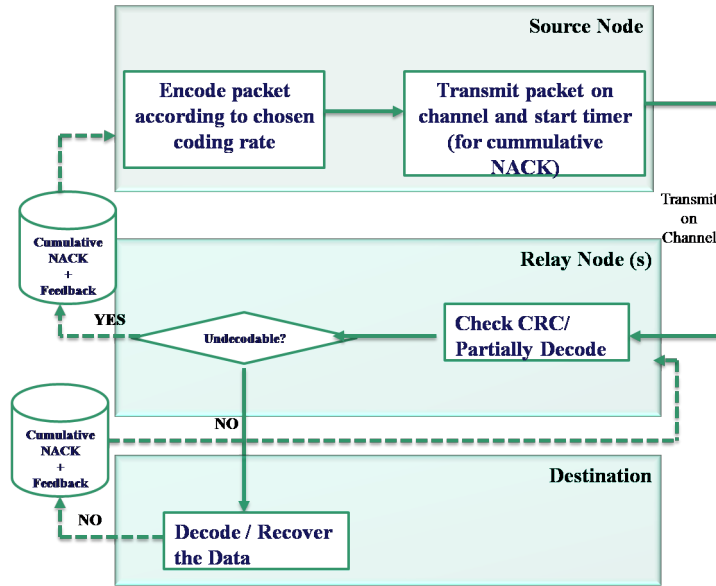 Source Node
Encode packet
according to chosen
coding rate
Transmit packet on
channel and start timer
(for cummulative
NACK)
Transmit
on
Channel
Cumulative
NACK
+
Feedback
Relay Node (s)
YES
Undecodable?
Check CRC/
Partially Decode
NO
Cumulative
NACK
+
Feedback
Destination
NO
Decode / Recover
the Data